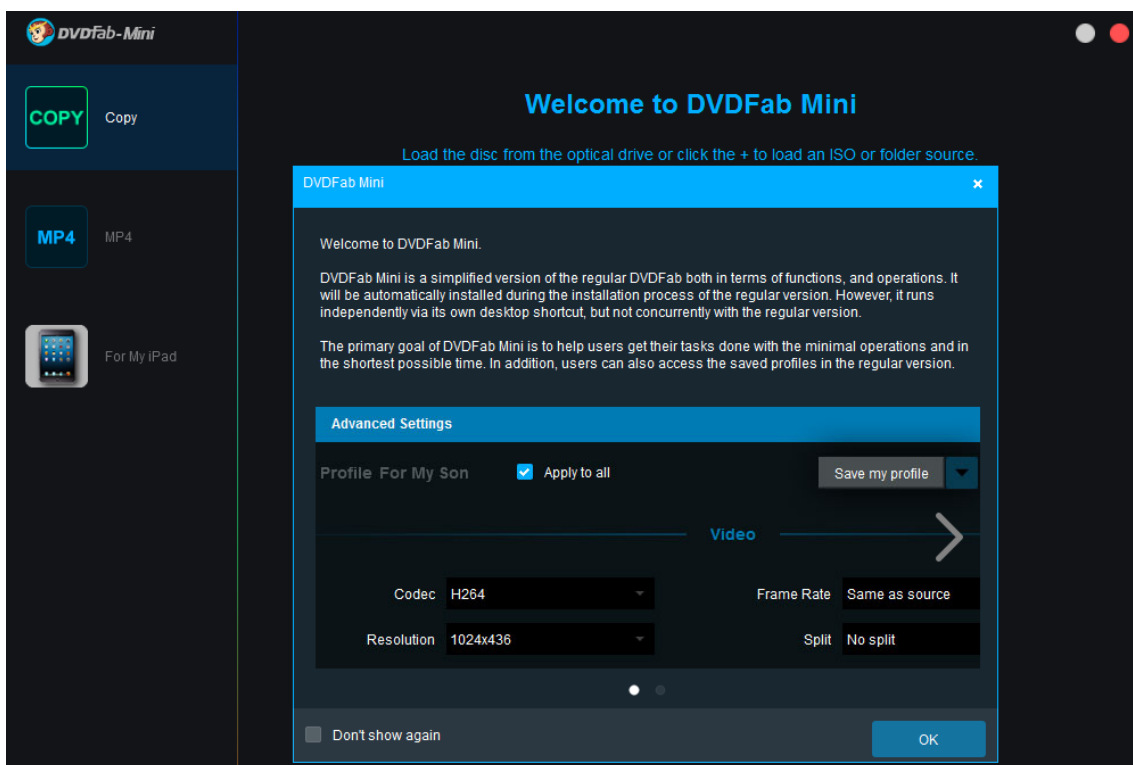 DVDFab-Mini
COPY Copy
Welcome to DVDFab Mini
Load the disc from the optical drive or click the + to load an ISO or folder source.
MP4 MP4
For My iPad
DVDFab Mini
Welcome to DVDFab Mini.
DVDFab Mini is a simplified version of the regular DVDFab both in terms of functions, and operations. It
will be automatically installed during the installation process of the regular version. However, it runs
independently via its own desktop shortcut, but not concurrently with the regular version.
The primary goal of DVDFab Mini is to help users get their tasks done with the minimal operations and in
the shortest possible time. In addition, users can also access the saved profiles in the regular version.
Advanced Settings
Profile For My Son Apply to all Save my profile
Video
Codec H264 Frame Rate Same as source
Resolution 1024x436 Split No split
Don't show again OK